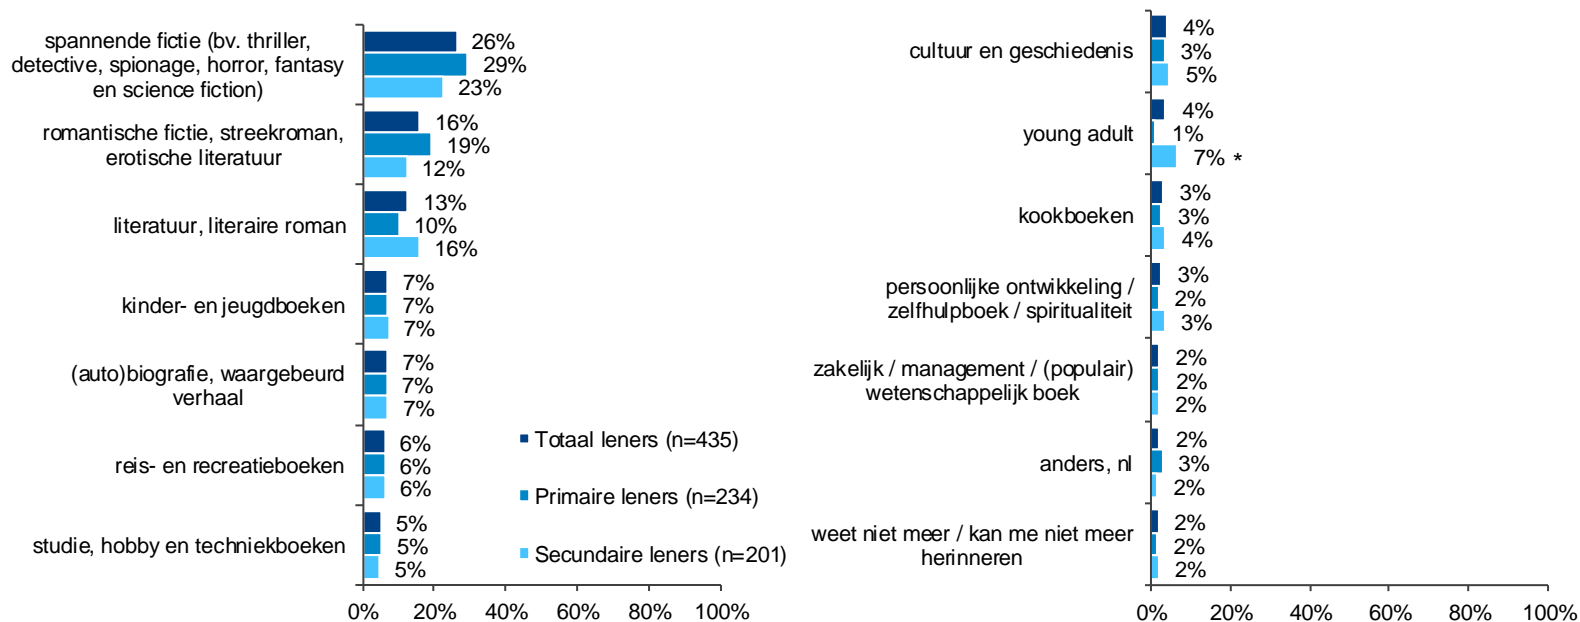 spannende fictie (bv. thriller,
detective, spionage, horror, fantasy
en science fiction)
26%
29%
23%
romantische fictie, streekroman,
erotische literatuur
16%
19%
12%
literatuur, literaire roman
13%
10%
16%
kinder- en jeugdboeken
7%
7%
7%
(auto)biografie, waargebeurd
verhaal
7%
7%
7%
reis- en recreatieboeken
6%
6%
6%
studie, hobby en techniekboeken
5%
5%
5%
Totaal leners (n=435)
Primaire leners (n=234)
Secundaire leners (n=201)
0% 20% 40% 60% 80% 100%
cultuur en geschiedenis
4%
3%
5%
young adult
4%
1%
7% *
kookboeken
3%
3%
4%
persoonlijke ontwikkeling /
zelfhulpboek / spiritualiteit
3%
2%
3%
zakelijk / management / (populair)
wetenschappelijk boek
2%
2%
2%
anders, nl
2%
3%
2%
weet niet meer / kan me niet meer
herinneren
2%
2%
2%
0% 20% 40% 60% 80% 100%